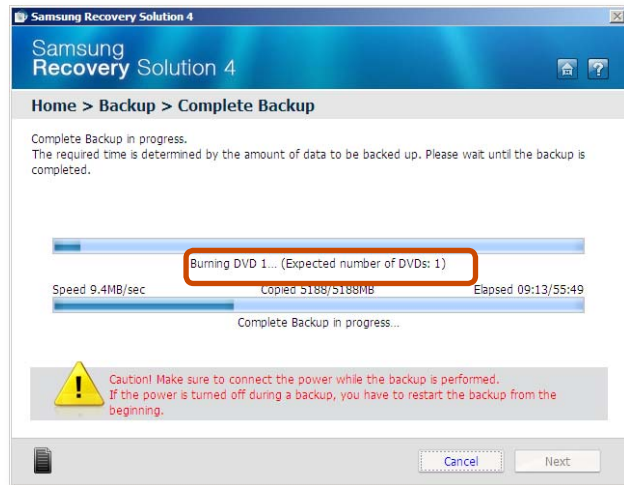 Samsung Recovery Solution 4
Samsung
Recovery Solution 4
Home > Backup > Complete Backup
Complete Backup in progress.
The required time is determined by the amount of data to be backed up. Please wait until the backup is
completed.
Burning DVD 1... (Expected number of DVDs: 1)
Speed 9.4MB/sec Copied 5188/5188MB Elapsed 09:13/55:49
Complete Backup in progress...
Caution! Make sure to connect the power while the backup is performed.
If the power is turned off during a backup, you have to restart the backup from the
beginning.
Cancel Next